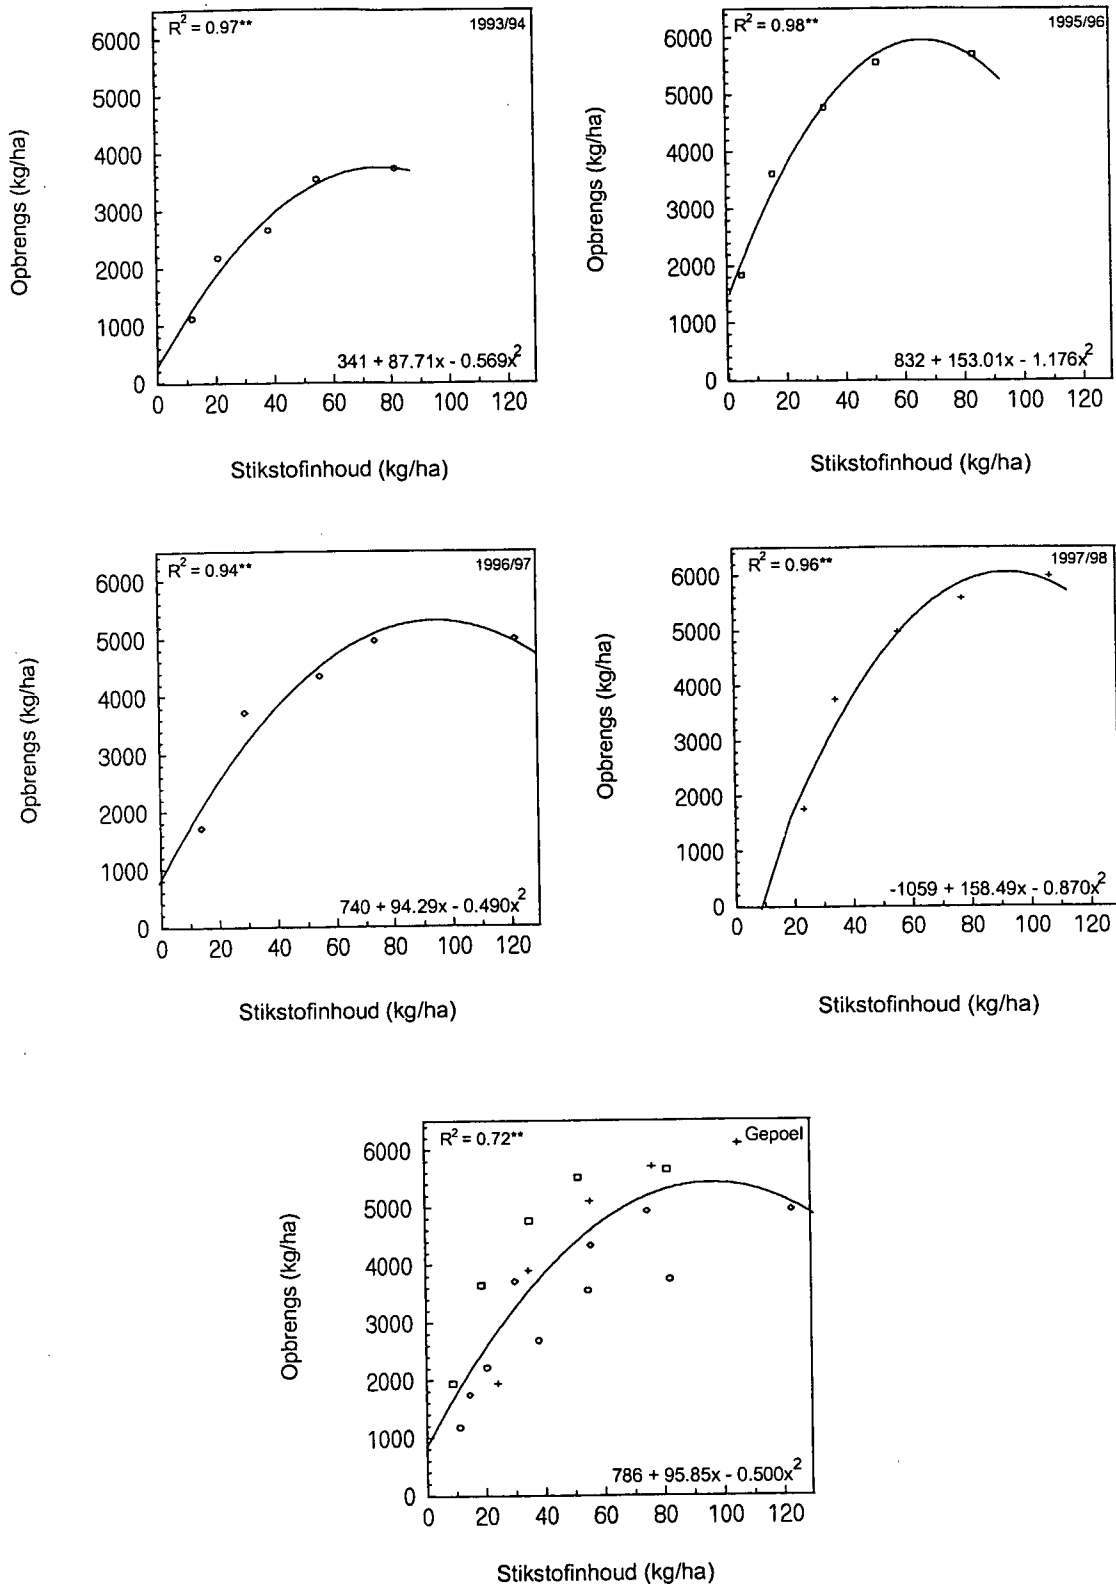 R² = 0.97** 1993/94
6000
5000
4000
3000
2000
1000
0
Opbrengs (kg/ha)
341 + 87.71x - 0.569x²
0 20 40 60 80 100 120
Stikstofinhoud (kg/ha)
R² = 0.98** 1995/96
6000
5000
4000
3000
2000
1000
0
Opbrengs (kg/ha)
832 + 153.01x - 1.176x²
0 20 40 60 80 100 120
Stikstofinhoud (kg/ha)
R² = 0.94** 1996/97
6000
5000
4000
3000
2000
1000
0
Opbrengs (kg/ha)
740 + 94.29x - 0.490x²
0 20 40 60 80 100 120
Stikstofinhoud (kg/ha)
R² = 0.96** 1997/98
6000
5000
4000
3000
2000
1000
0
Opbrengs (kg/ha)
-1059 + 158.49x - 0.870x²
0 20 40 60 80 100 120
Stikstofinhoud (kg/ha)
R² = 0.72** Gepoel
6000
5000
4000
3000
2000
1000
0
Opbrengs (kg/ha)
786 + 95.85x - 0.500x²
0 20 40 60 80 100 120
Stikstofinhoud (kg/ha)